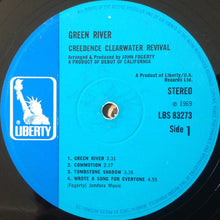 GREEN RIVER
CREEDENCE CLEARWATER REVIVAL
Arranged & Produced by JOHN FOGERTY
A PRODUCT OF DEBUT OF CALIFORNIA
A Product of Liberty/U.A.
Records Ltd.
STEREO
℗ 1969
LBS 83273
Side 1
LIBERTY
1. GREEN RIVER 2.31
2. COMMOTION 2.37
3. TOMBSTONE SHADOW 3.35
4. WROTE A SONG FOR EVERYONE 4.55
(Fogerty) Jondora Music